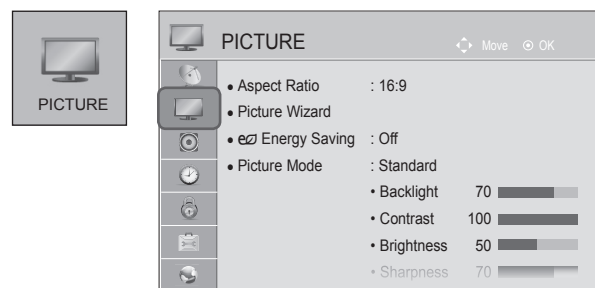 PICTURE
PICTURE Move OK
• Aspect Ratio : 16:9
• Picture Wizard
• Energy Saving : Off
• Picture Mode : Standard
• Backlight 70
• Contrast 100
• Brightness 50
• Sharpness 70